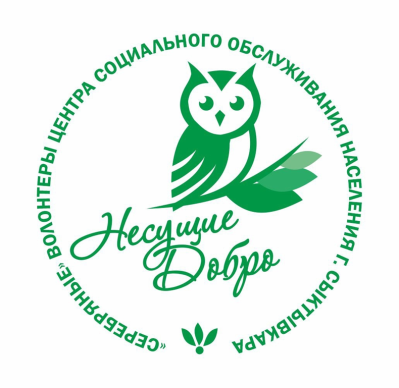 «СЕРЕБРЯНЫЕ» ВОЛОНТЕРЫ ЦЕНТРА СОЦИАЛЬНОГО ОБСЛУЖИВАНИЯ НАСЕЛЕНИЯ Г. СЫКТЫВКАРА
Несущие
Добро